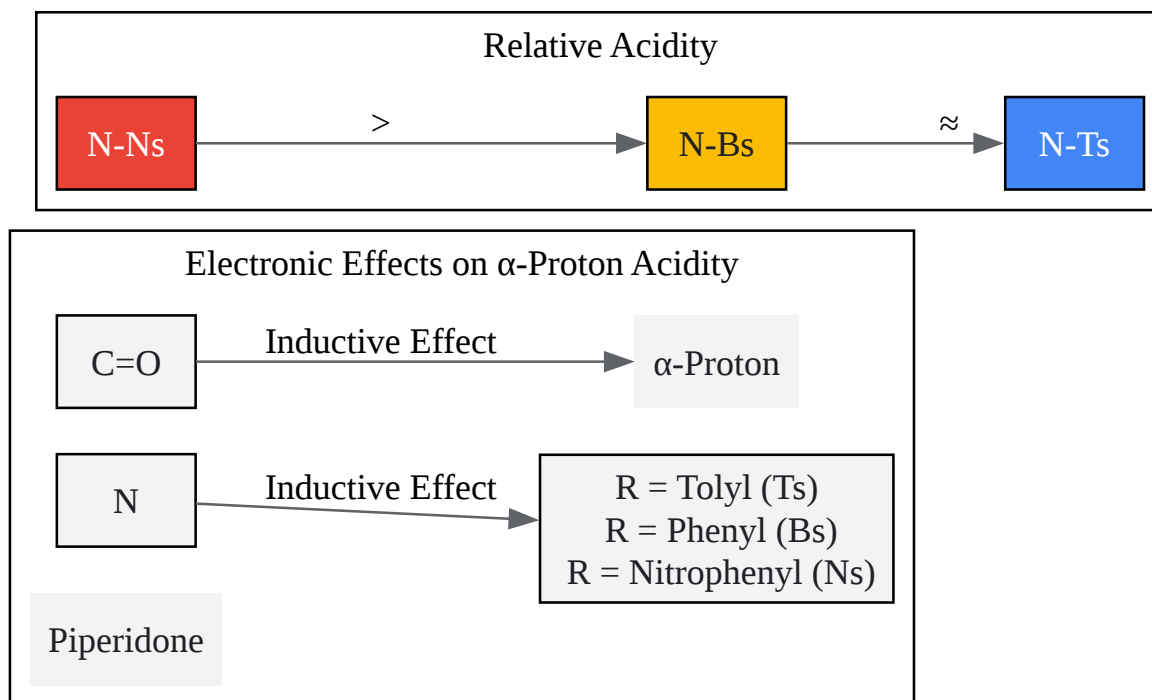 Relative Acidity
N-Ns
>
N-Bs
≈
N-Ts
Electronic Effects on α-Proton Acidity
C=O
Inductive Effect
α-Proton
N
Inductive Effect
R = Tolyl (Ts)
R = Phenyl (Bs)
R = Nitrophenyl (Ns)
Piperidone